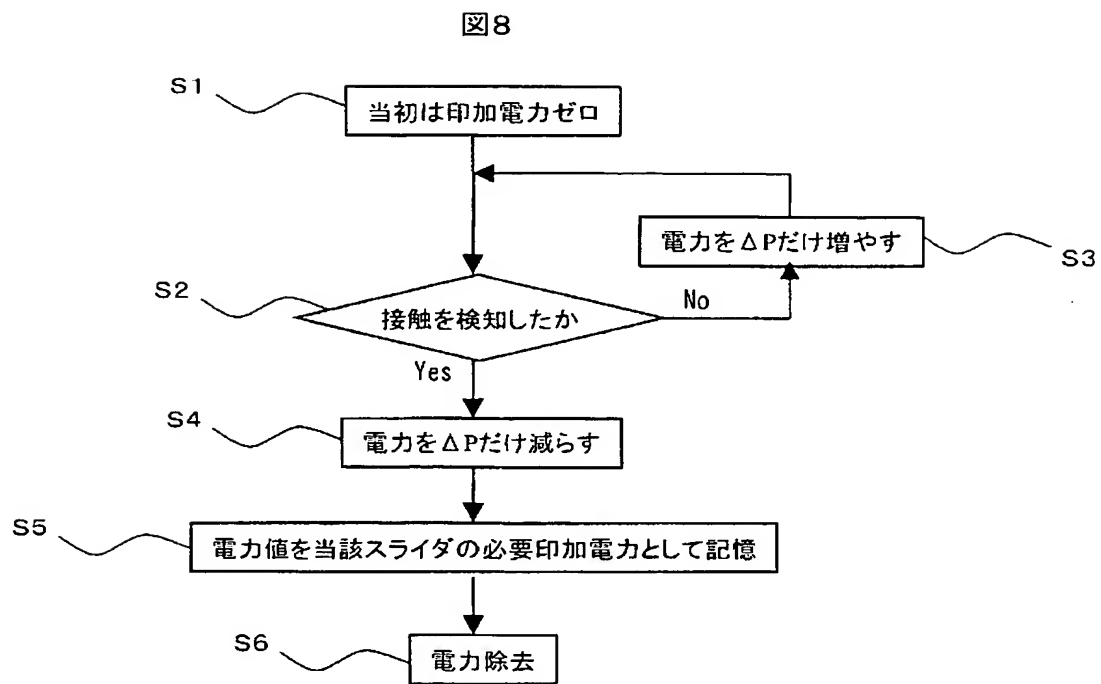 図8
S1
当初は印加電力ゼロ
電力をΔPだけ増やす
S3
S2
接触を検知したか
No
Yes
S4
電力をΔPだけ減らす
S5
電力値を当該スライダの必要印加電力として記憶
S6
電力除去